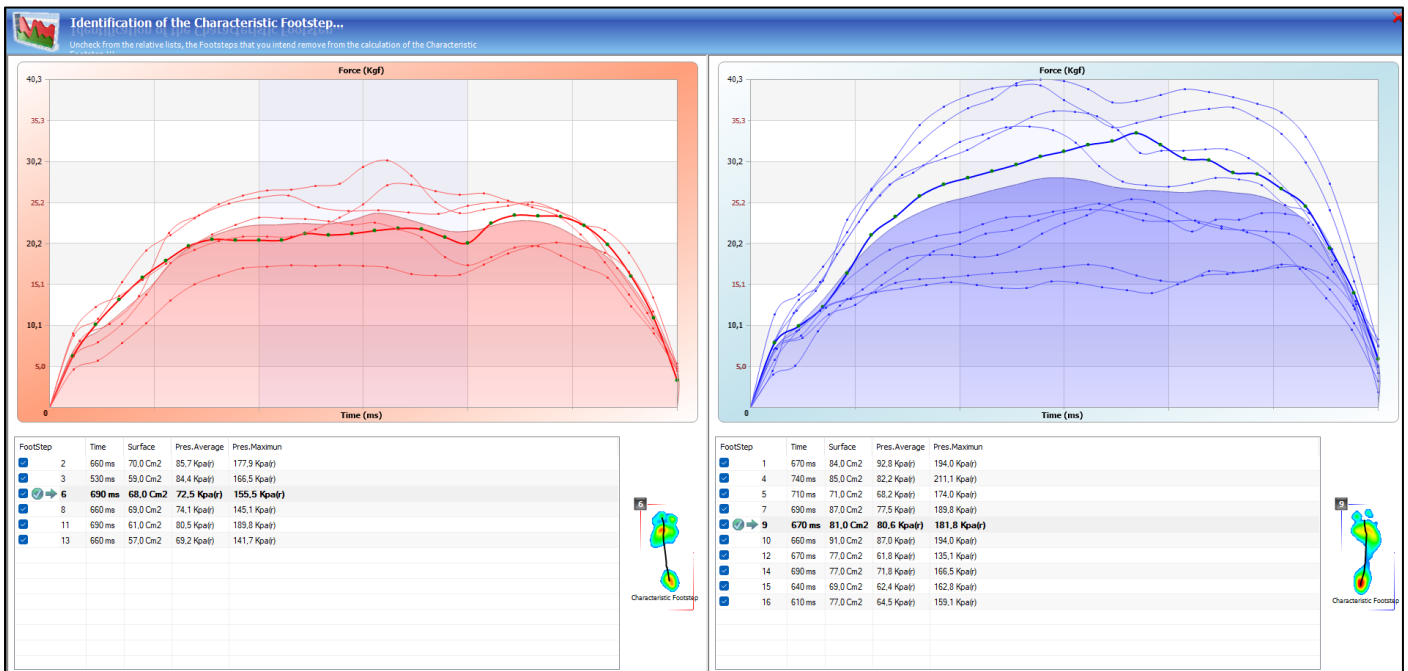 Identification of the Characteristic Footstep...
Uncheck from the relative lists, the Footsteps that you intend remove from the calculation of the Characteristic
Footstep !!!
Force (Kgf)
40,3
35,3
30,2
25,2
20,2
15,1
10,1
5,0
0
Time (ms)
FootStep Time Surface Pres.Average Pres.Maximun
2 660 ms 70,0 Cm2 85,7 Kpa(r) 177,9 Kpa(r)
3 530 ms 59,0 Cm2 84,4 Kpa(r) 166,5 Kpa(r)
6 690 ms 68,0 Cm2 72,5 Kpa(r) 155,5 Kpa(r)
8 660 ms 69,0 Cm2 74,1 Kpa(r) 145,1 Kpa(r)
11 690 ms 61,0 Cm2 80,5 Kpa(r) 189,8 Kpa(r)
13 660 ms 57,0 Cm2 69,2 Kpa(r) 141,7 Kpa(r)
6
Characteristic Footstep
Force (Kgf)
40,3
35,3
30,2
25,2
20,2
15,1
10,1
5,0
0
Time (ms)
FootStep Time Surface Pres.Average Pres.Maximun
1 670 ms 84,0 Cm2 92,8 Kpa(r) 194,0 Kpa(r)
4 740 ms 85,0 Cm2 82,2 Kpa(r) 211,1 Kpa(r)
5 710 ms 71,0 Cm2 68,2 Kpa(r) 174,0 Kpa(r)
7 690 ms 87,0 Cm2 77,5 Kpa(r) 189,8 Kpa(r)
9 670 ms 81,0 Cm2 80,6 Kpa(r) 181,8 Kpa(r)
10 660 ms 91,0 Cm2 87,0 Kpa(r) 194,0 Kpa(r)
12 670 ms 77,0 Cm2 61,8 Kpa(r) 135,1 Kpa(r)
14 690 ms 77,0 Cm2 71,8 Kpa(r) 166,5 Kpa(r)
15 640 ms 69,0 Cm2 62,4 Kpa(r) 162,8 Kpa(r)
16 610 ms 77,0 Cm2 64,5 Kpa(r) 159,1 Kpa(r)
9
Characteristic Footstep